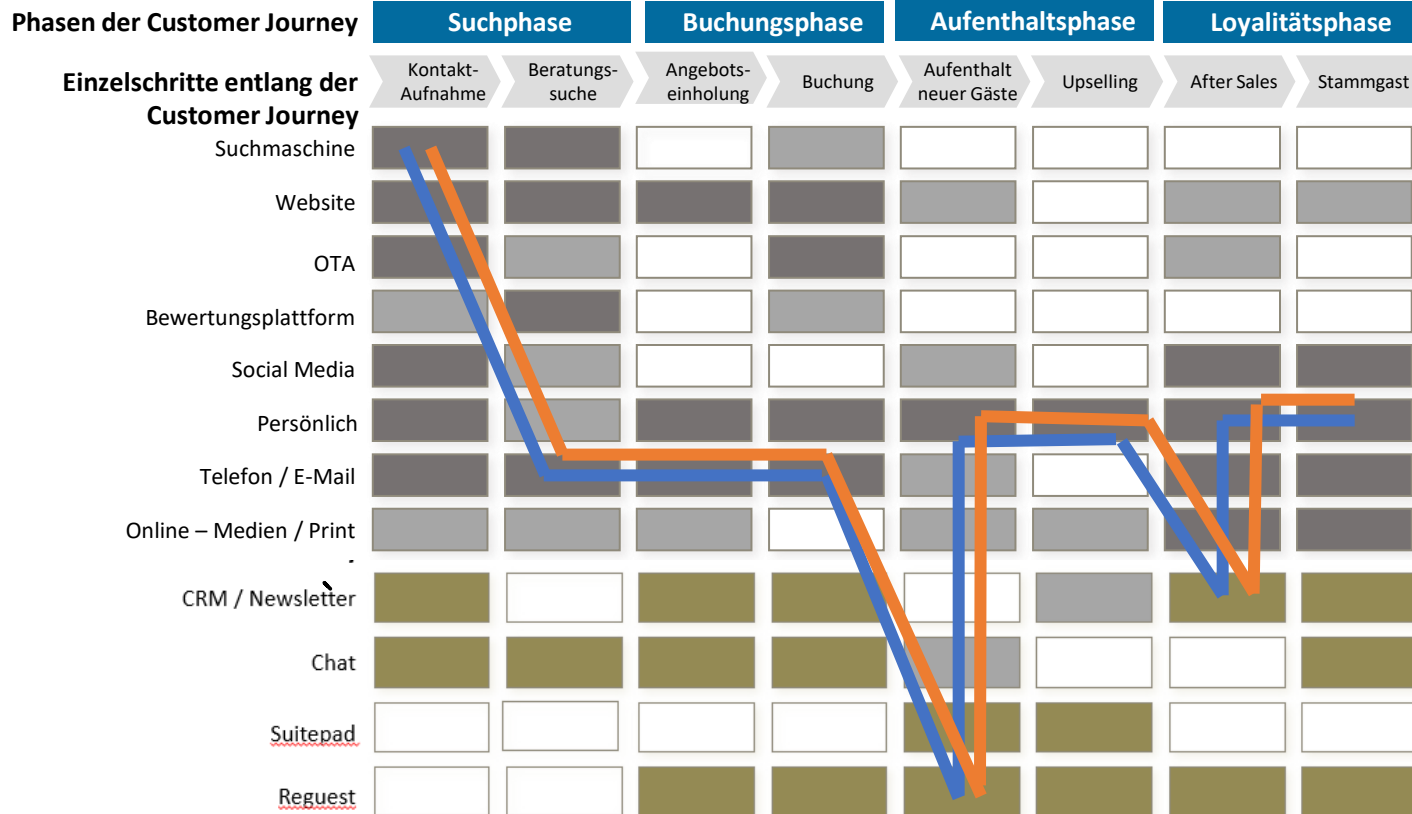 Phasen der Customer Journey
Suchphase
Buchungsphase
Aufenthaltsphase
Loyalitätsphase
Einzelschritte entlang der
Customer Journey
Kontakt-
Aufnahme
Beratungs-
suche
Angebots-
einholung
Buchung
Aufenthalt
neuer Gäste
Upselling
After Sales
Stammgast
Suchmaschine
Website
OTA
Bewertungsplattform
Social Media
Persönlich
Telefon / E-Mail
Online – Medien / Print
CRM / Newsletter
Chat
Suitepad
Reguest